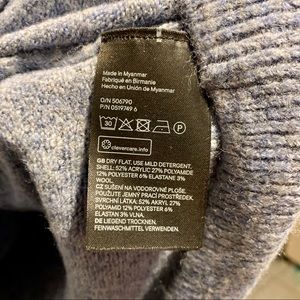 Made in Myanmar
Fabriqué en Birmanie
Hecho en Unión de Myanmar
O/N 506790
P/N 0519749 6
30
P
clevercare.info
GB DRY FLAT. USE MILD DETERGENT.
SHELL: 52% ACRYLIC 27% POLYAMIDE
12% POLYESTER 6% ELASTANE 3%
WOOL
CZ SUŠENÍ NA VODOROVNÉ PLOŠE.
POUŽIJTE JEMNÝ PRACÍ PROSTŘEDEK.
SVRCHNÍ LÁTKA: 52% AKRYL 27%
POLYAMID 12% POLYESTER 6%
ELASTAN 3% VLNA.
DE LIEGEND TROCKNEN.
FEINWASCHMITTEL VERWENDEN.